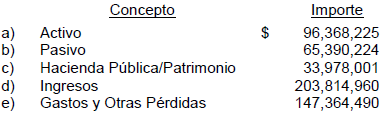 Concepto Importe
a) Activo $ 96,368,225
b) Pasivo 65,390,224
c) Hacienda Pública/Patrimonio 33,978,001
d) Ingresos 203,814,960
e) Gastos y Otras Pérdidas 147,364,490